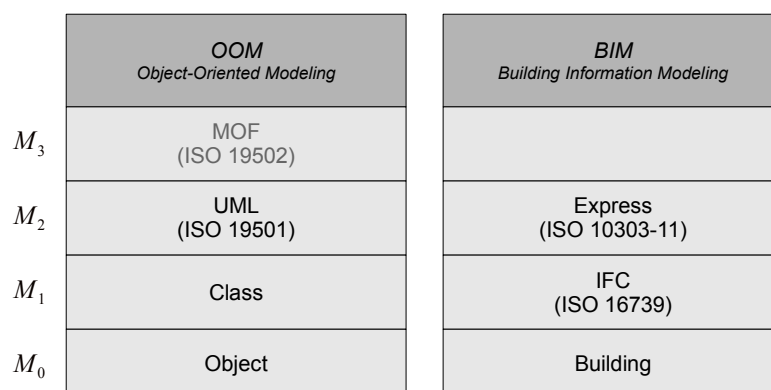 OOM
Object-Oriented Modeling
BIM
Building Information Modeling
M3
MOF
(ISO 19502)
M2
UML
(ISO 19501)
Express
(ISO 10303-11)
M1
Class
IFC
(ISO 16739)
M0
Object
Building